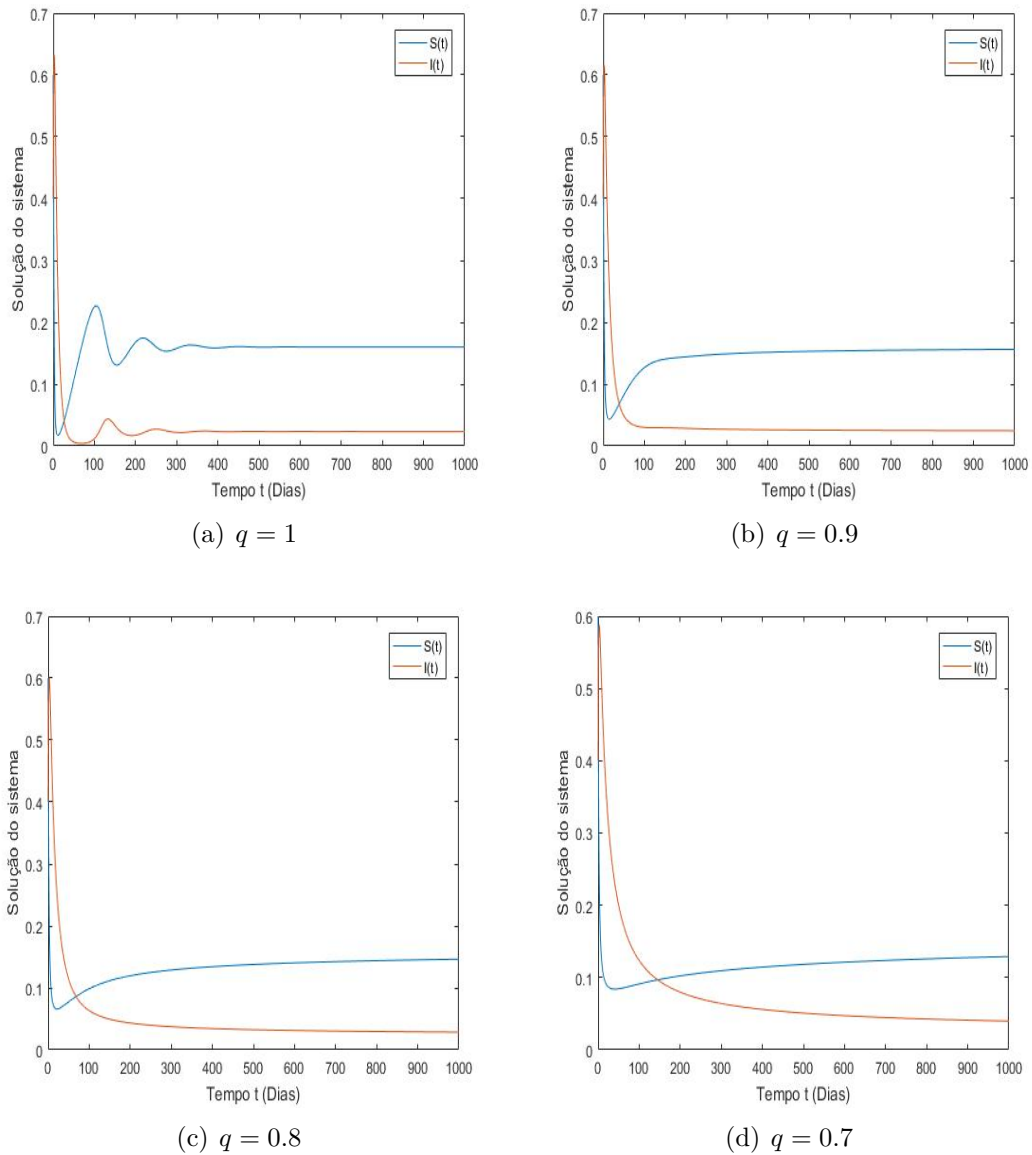 0.7
0.6
0.5
0.4
0.3
0.2
0.1
0
Solução do sistema
S(t)
I(t)
0 100 200 300 400 500 600 700 800 900 1000
Tempo t (Dias)
(a) q = 1
0.7
0.6
0.5
0.4
0.3
0.2
0.1
0
Solução do sistema
S(t)
I(t)
0 100 200 300 400 500 600 700 800 900 1000
Tempo t (Dias)
(b) q = 0.9
0.7
0.6
0.5
0.4
0.3
0.2
0.1
0
Solução do sistema
S(t)
I(t)
0 100 200 300 400 500 600 700 800 900 1000
Tempo t (Dias)
(c) q = 0.8
0.6
0.5
0.4
0.3
0.2
0.1
0
Solução do sistema
S(t)
I(t)
0 100 200 300 400 500 600 700 800 900 1000
Tempo t (Dias)
(d) q = 0.7